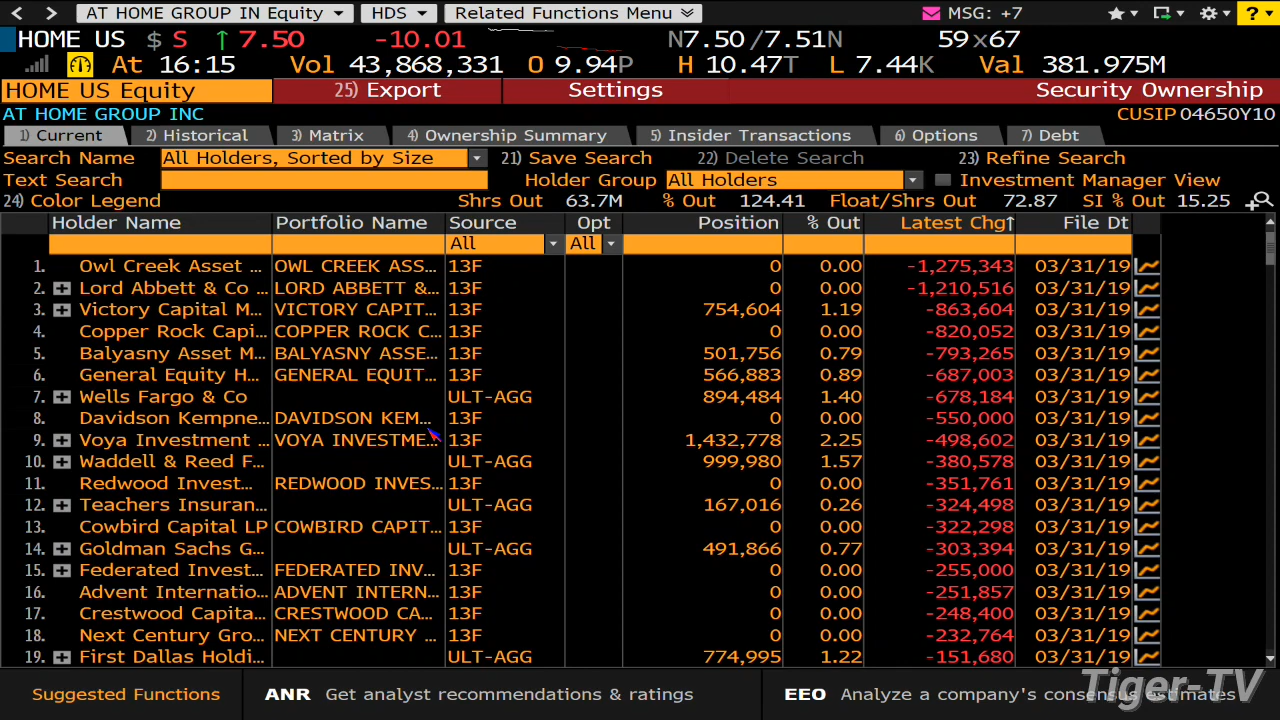 AT HOME GROUP IN Equity HDS Related Functions Menu MSG: +7 ?
HOME US $ S ↑ 7.50 -10.01 N7.50 /7.51N 59x67
At 16:15 Vol 43,868,331 O 9.94P H 10.47T L 7.44K Val 381.975M
HOME US Equity 25) Export Settings Security Ownership
AT HOME GROUP INC CUSIP 04650Y10
1) Current 2) Historical 3) Matrix 4) Ownership Summary 5) Insider Transactions 6) Options 7) Debt
Search Name All Holders, Sorted by Size 21) Save Search 22) Delete Search 23) Refine Search
Text Search Holder Group All Holders Investment Manager View
24) Color Legend Shrs Out 63.7M % Out 124.41 Float/Shrs Out 72.87 SI % Out 15.25
Holder Name Portfolio Name Source Opt Position % Out Latest Chg↑ File Dt
All All
1. Owl Creek Asset ... OWL CREEK ASS... 13F 0 0.00 -1,275,343 03/31/19
2. Lord Abbett & Co ... LORD ABBETT &... 13F 0 0.00 -1,210,516 03/31/19
3. Victory Capital M... VICTORY CAPIT... 13F 754,604 1.19 -863,604 03/31/19
4. Copper Rock Capi... COPPER ROCK C... 13F 0 0.00 -820,052 03/31/19
5. Balyasny Asset M... BALYASNY ASSE... 13F 501,756 0.79 -793,265 03/31/19
6. General Equity H... GENERAL EQUIT... 13F 566,883 0.89 -687,003 03/31/19
7. Wells Fargo & Co ULT-AGG 894,484 1.40 -678,184 03/31/19
8. Davidson Kempne... DAVIDSON KEM... 13F 0 0.00 -550,000 03/31/19
9. Voya Investment ... VOYA INVESTME... 13F 1,432,778 2.25 -498,602 03/31/19
10. Waddell & Reed F... ULT-AGG 999,980 1.57 -380,578 03/31/19
11. Redwood Invest... REDWOOD INVES... 13F 0 0.00 -351,761 03/31/19
12. Teachers Insuran... ULT-AGG 167,016 0.26 -324,498 03/31/19
13. Cowbird Capital LP COWBIRD CAPIT... 13F 0 0.00 -322,298 03/31/19
14. Goldman Sachs G... ULT-AGG 491,866 0.77 -303,394 03/31/19
15. Federated Invest... FEDERATED INV... 13F 0 0.00 -255,000 03/31/19
16. Advent Internatio... ADVENT INTERN... 13F 0 0.00 -251,857 03/31/19
17. Crestwood Capita... CRESTWOOD CA... 13F 0 0.00 -248,400 03/31/19
18. Next Century Gro... NEXT CENTURY ... 13F 0 0.00 -232,764 03/31/19
19. First Dallas Holdi... ULT-AGG 774,995 1.22 -151,680 03/31/19
Suggested Functions ANR Get analyst recommendations & ratings EEO Analyze a company's consensus estimates
Tiger-TV